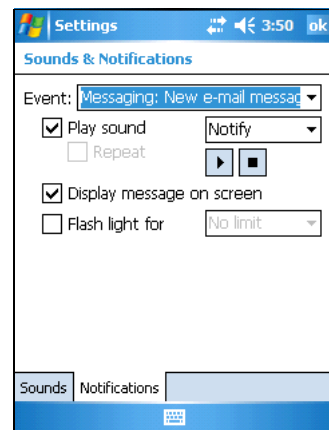 Settings 3:50 ok
Sounds & Notifications
Event: Messaging: New e-mail messag
Play sound Notify
Repeat
Display message on screen
Flash light for No limit
Sounds Notifications